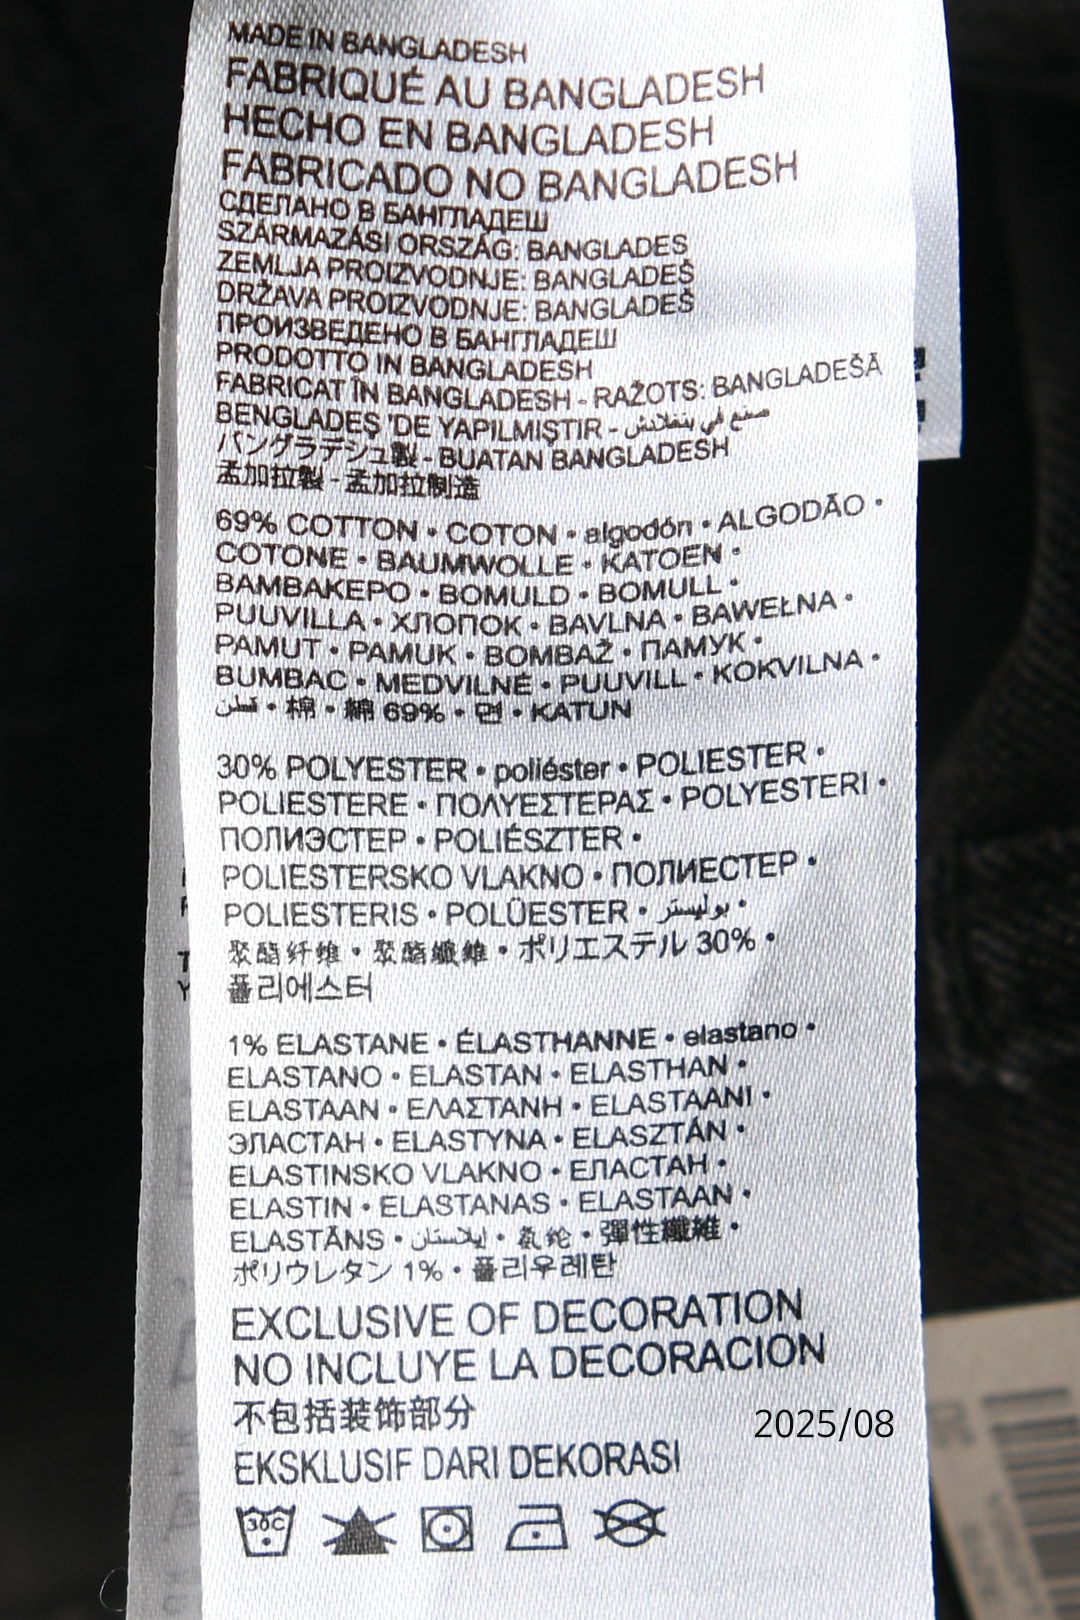 MADE IN BANGLADESH
FABRIQUÉ AU BANGLADESH
HECHO EN BANGLADESH
FABRICADO NO BANGLADESH
СДЕЛАНО В БАНГЛАДЕШ
SZÁRMAZÁSI ORSZÁG: BANGLADES
ZEMLJA PROIZVODNJE: BANGLADEŠ
DRŽAVA PROIZVODNJE: BANGLADEŠ
ПРОИЗВЕДЕНО В БАНГЛАДЕШ
PRODOTTO IN BANGLADESH
FABRICAT ÎN BANGLADESH - RAŽOTS: BANGLADEŠĀ
BENGLADEŞ 'DE YAPILMIŞTIR - صنع في بنغلادش
バングラデシュ製 - BUATAN BANGLADESH
孟加拉製 - 孟加拉制造
69% COTTON • COTON • algodón • ALGODÃO •
COTONE • BAUMWOLLE • KATOEN •
BAMBAKEPO • BOMULD • BOMULL •
PUUVILLA • ХЛОПОК • BAVLNA • BAWEŁNA •
PAMUT • PAMUK • BOMBAŽ • ПАМУК •
BUMBAC • MEDVILNĖ • PUUVILL • KOKVILNA •
قطن • 棉 • 綿 69% • 면 • KATUN
30% POLYESTER • poliéster • POLIESTER •
POLIESTERE • ΠΟΛΥΕΣΤΕΡΑΣ • POLYESTERI •
ПОЛИЭСТЕР • POLIÉSZTER •
POLIESTERSKO VLAKNO • ПОЛИЕСТЕР •
POLIESTERIS • POLÜESTER • بوليستر •
聚酯纤维 • 聚酯纖維 • ポリエステル 30% •
폴리에스터
1% ELASTANE • ÉLASTHANNE • elastano •
ELASTANO • ELASTAN • ELASTHAN •
ELASTAAN • ΕΛΑΣΤΑΝΗ • ELASTAANI •
ЭЛАСТАН • ELASTYNA • ELASZTÁN •
ELASTINSKO VLAKNO • ЕЛАСТАН •
ELASTIN • ELASTANAS • ELASTAAN •
ELASTĀNS • إيلاستان • 氨纶 • 彈性纖維 •
ポリウレタン 1% • 폴리우레탄
EXCLUSIVE OF DECORATION
NO INCLUYE LA DECORACION
不包括装饰部分
2025/08
EKSKLUSIF DARI DEKORASI
30C